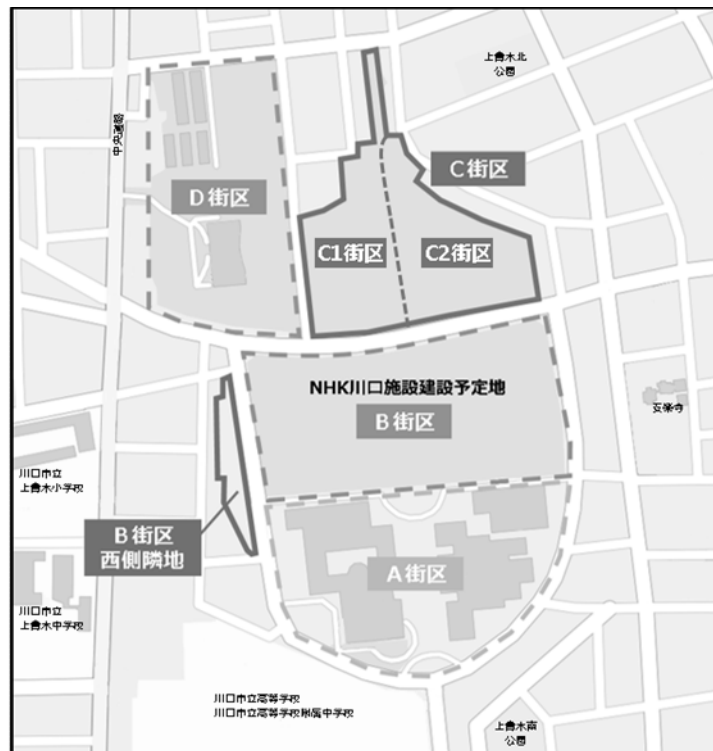 上青木北
公園
中央道路
C街区
D街区
C1街区
C2街区
NHK川口施設建設予定地
B街区
安楽寺
川口市立
上青木小学校
B街区
西側隣地
A街区
川口市立
上青木中学校
川口市立高等学校
川口市立高等学校附属中学校
上青木南
公園